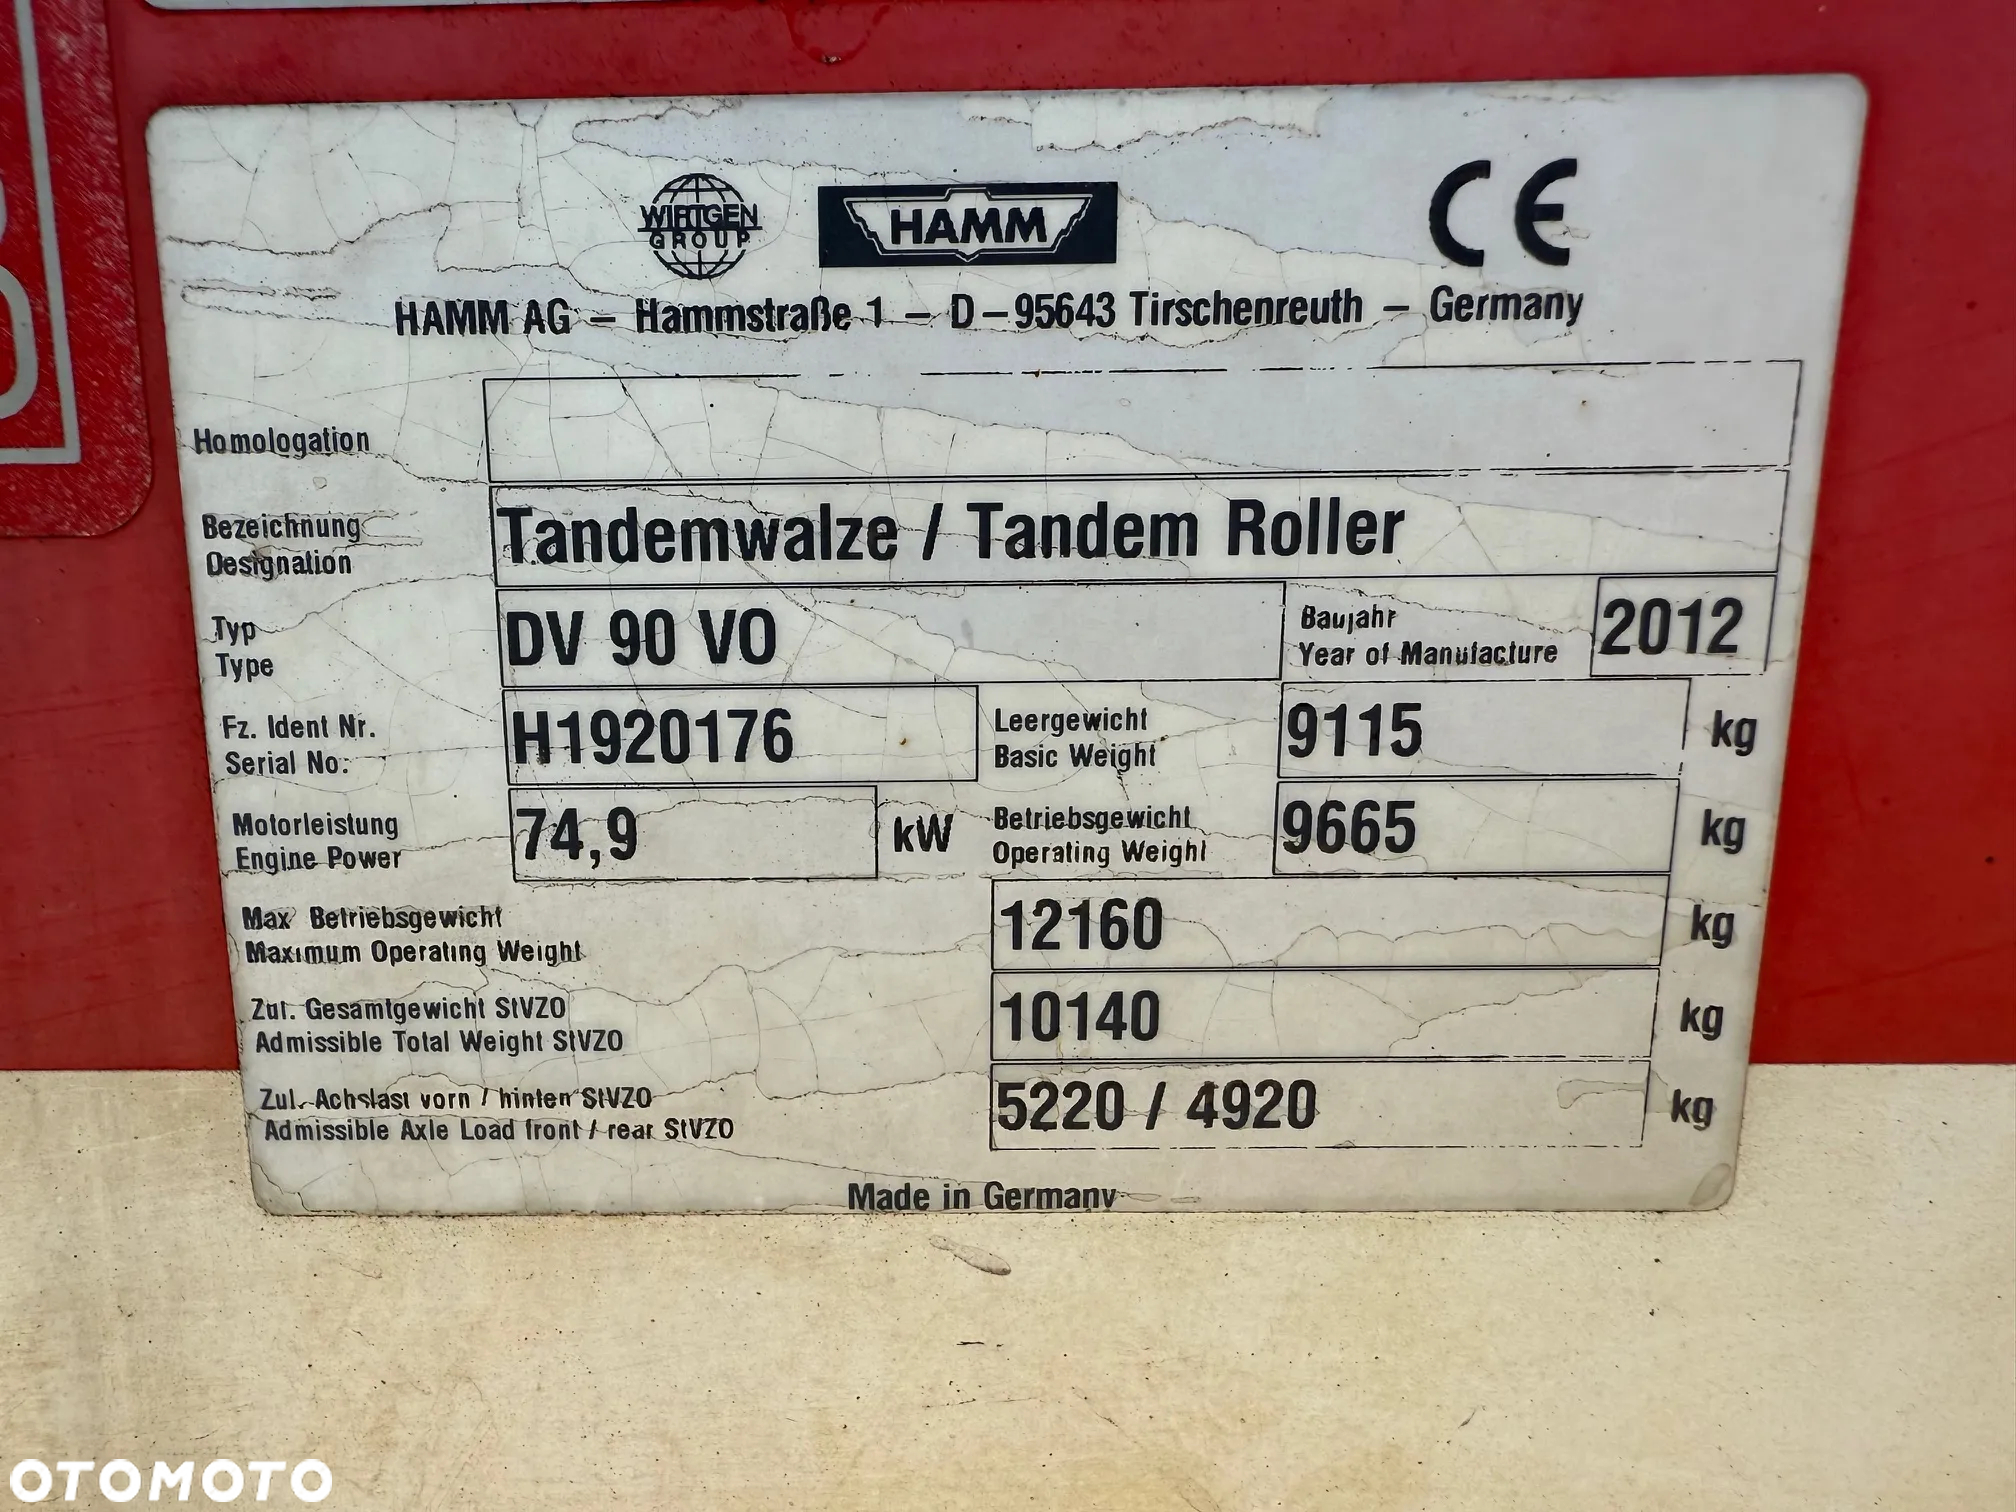 WIRTGEN
GROUP
HAMM
CE
HAMM AG – Hammstraße 1 – D–95643 Tirschenreuth – Germany
Homologation
Bezeichnung
Designation
Tandemwalze / Tandem Roller
Typ
Type
DV 90 VO
Baujahr
Year of Manufacture
2012
Fz. Ident Nr.
Serial No:
H1920176
Leergewicht
Basic Weight
9115
kg
Motorleistung
Engine Power
74,9
kW
Betriebsgewicht
Operating Weight
9665
kg
Max Betriebsgewicht
Maximum Operating Weight
12160
kg
Zul. Gesamtgewicht StVZO
Admissible Total Weight StVZO
10140
kg
Zul. Achslast vorn / hinten StVZO
Admissible Axle Load front / rear StVZO
5220 / 4920
kg
Made in Germany
OTOMOTO